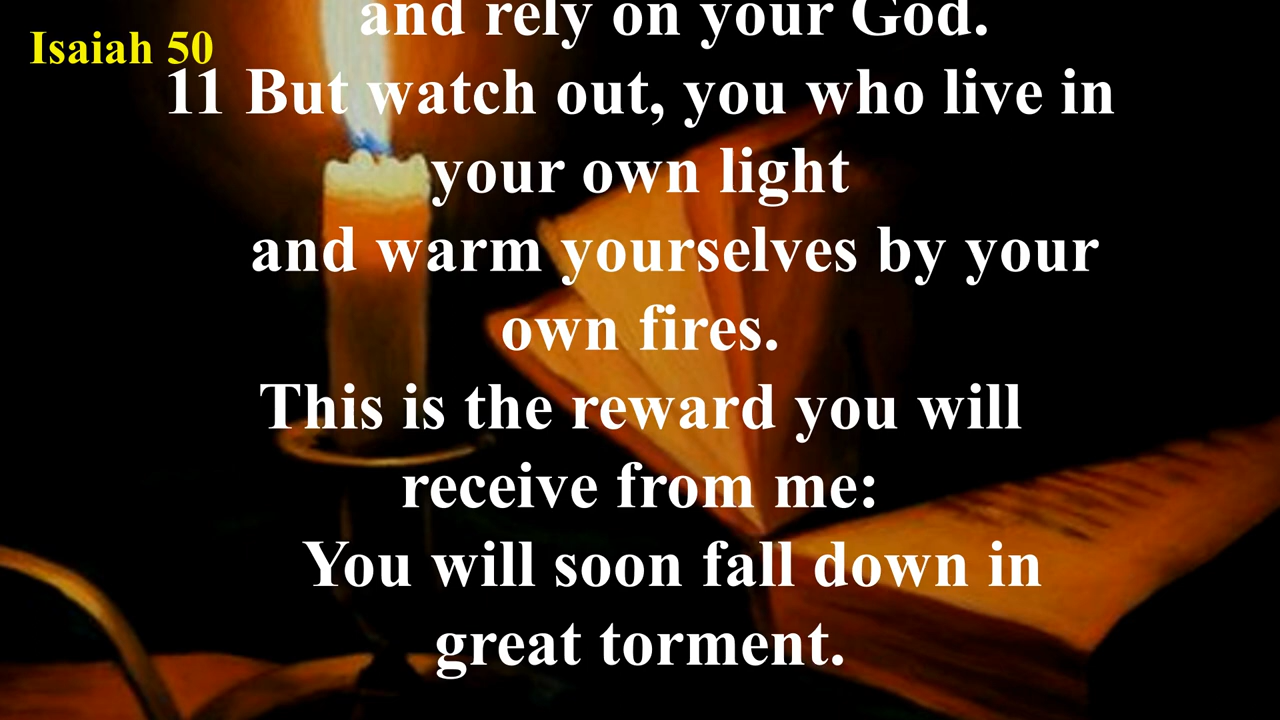 and rely on your God.
Isaiah 50
11 But watch out, you who live in
your own light
and warm yourselves by your
own fires.
This is the reward you will
receive from me:
You will soon fall down in
great torment.